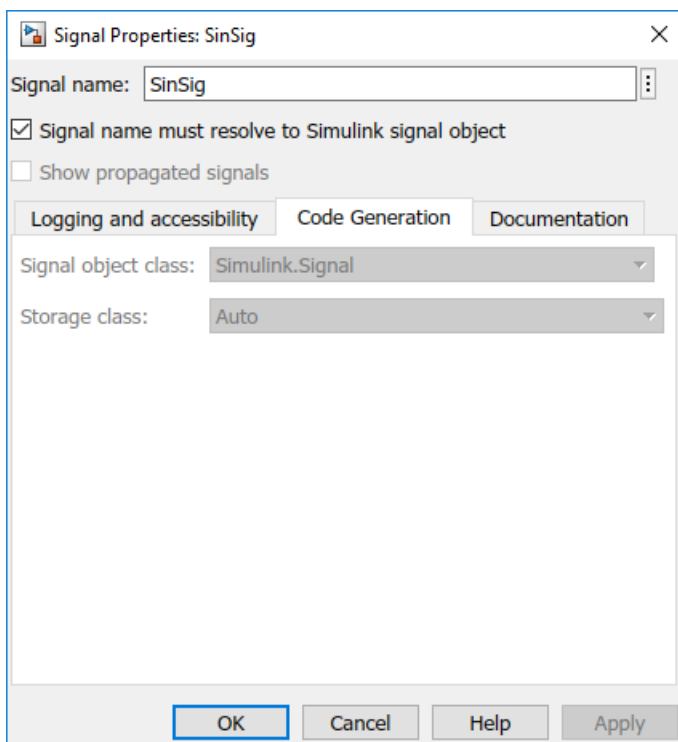 Signal Properties: SinSig
Signal name: SinSig
Signal name must resolve to Simulink signal object
Show propagated signals
Logging and accessibility Code Generation Documentation
Signal object class: Simulink.Signal
Storage class: Auto
OK Cancel Help Apply